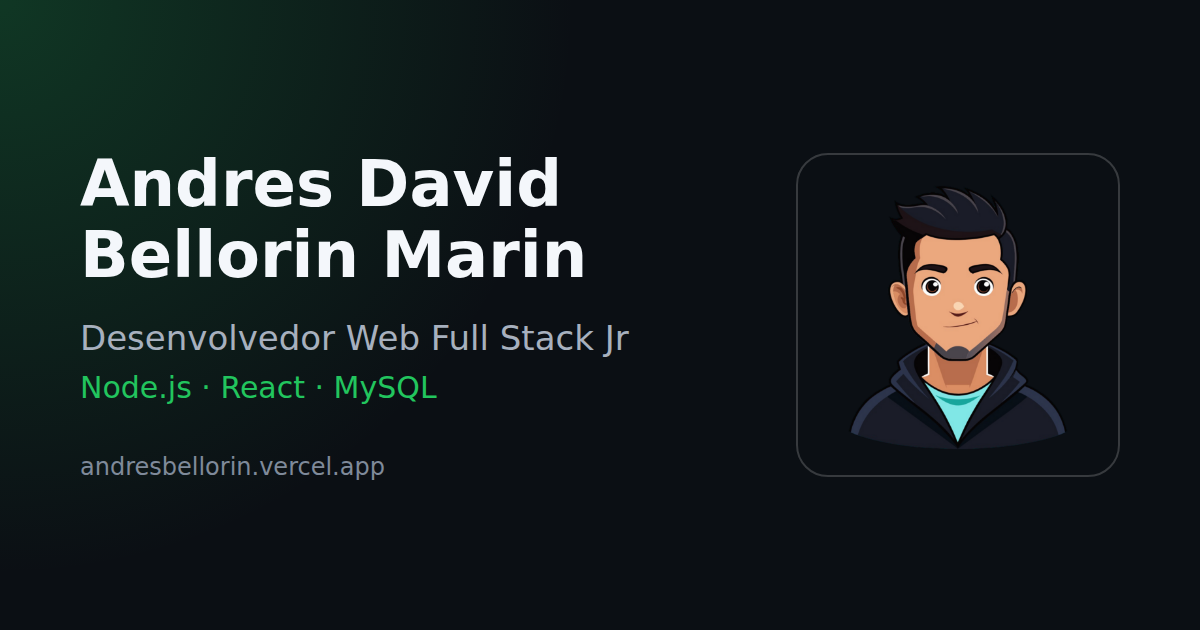 Andres David
Bellorin Marin
Desenvolvedor Web Full Stack Jr
Node.js · React · MySQL
andresbellorin.vercel.app